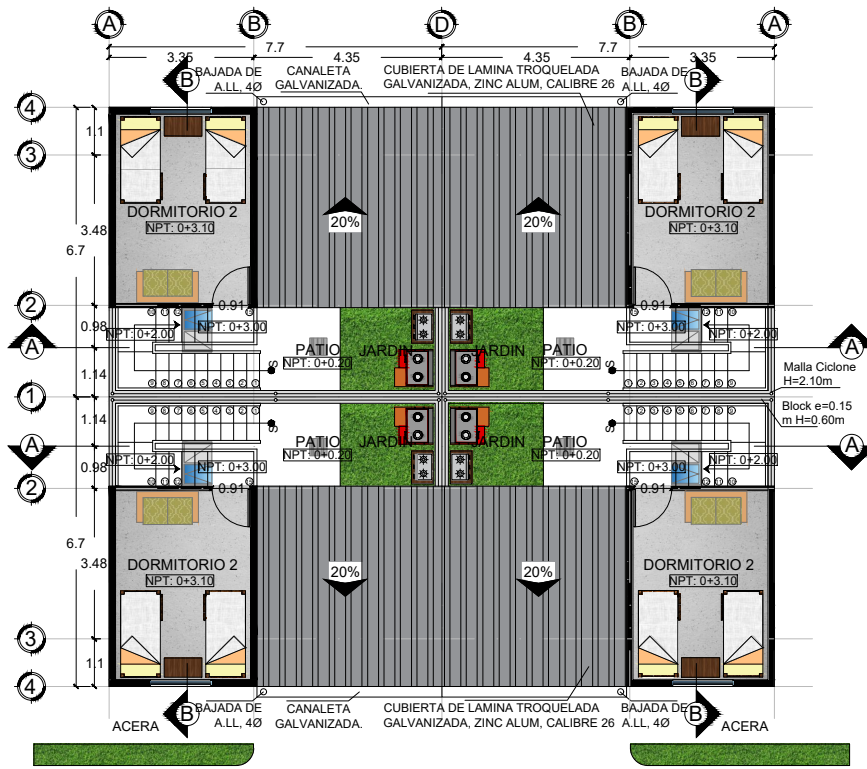 A B D B A
7.7 7.7
3.35 4.35 4.35 3.35
B BAJADA DE
A.LL, 4Ø
CANALETA
GALVANIZADA.
CUBIERTA DE LAMINA TROQUELADA
GALVANIZADA, ZINC ALUM, CALIBRE 26
BAJADA DE
A.LL, 4Ø
B
4
1.1
3
DORMITORIO 2
NPT: 0+3.10
20%
20%
DORMITORIO 2
NPT: 0+3.10
3.48
6.7
2
0.91
0.91
0.98
NPT: 0+2.00
NPT: 0+3.00
NPT: 0+3.00
NPT: 0+2.00
A
PATIO
NPT: 0+0.20
JARDIN
JARDIN
PATIO
NPT: 0+0.20
A
1.14
S
S
Malla Ciclone
H=2.10m
1
Block e=0.15
m H=0.60m
1.14
S
S
A
PATIO
NPT: 0+0.20
JARDIN
JARDIN
PATIO
NPT: 0+0.20
A
0.98
NPT: 0+2.00
NPT: 0+3.00
NPT: 0+3.00
NPT: 0+2.00
2
0.91
0.91
6.7
3.48
DORMITORIO 2
NPT: 0+3.10
20%
20%
DORMITORIO 2
NPT: 0+3.10
3
1.1
4
B
BAJADA DE
A.LL, 4Ø
CANALETA
GALVANIZADA.
CUBIERTA DE LAMINA TROQUELADA
GALVANIZADA, ZINC ALUM, CALIBRE 26
BAJADA DE
A.LL, 4Ø
B
ACERA
ACERA